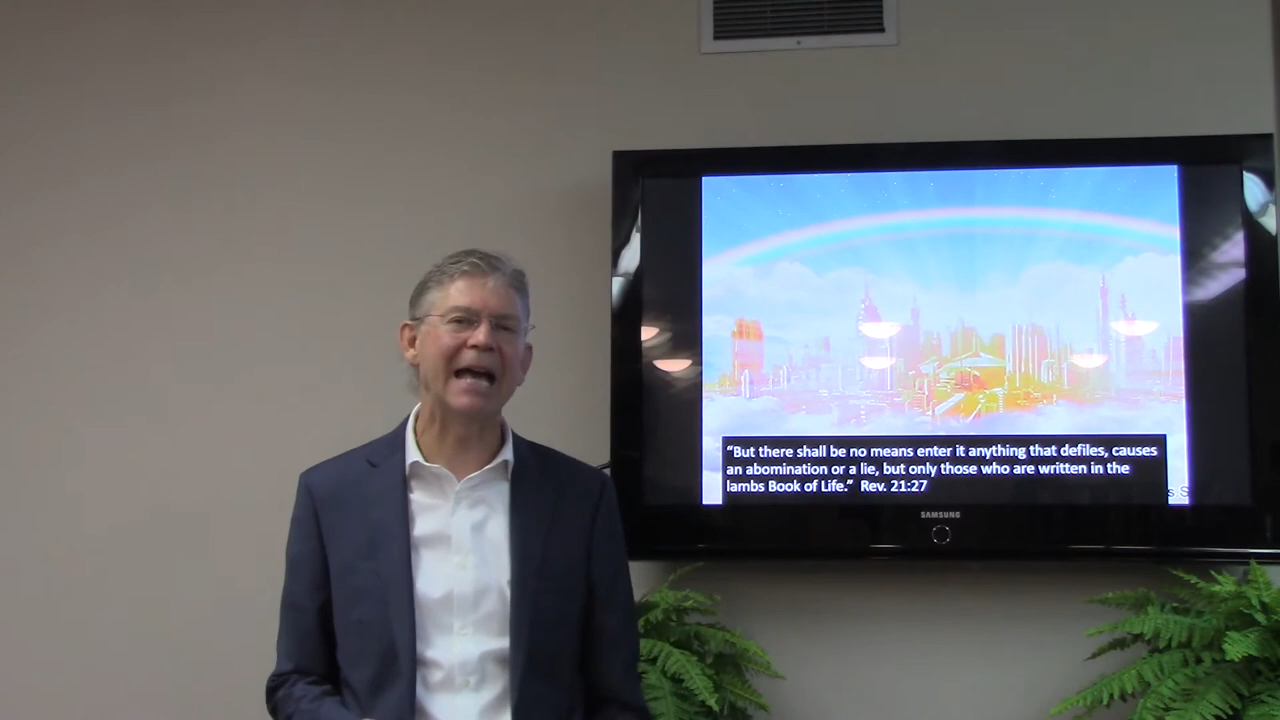 “But there shall be no means enter it anything that defiles, causes
an abomination or a lie, but only those who are written in the
lambs Book of Life.”  Rev. 21:27
s.S
SAMSUNG